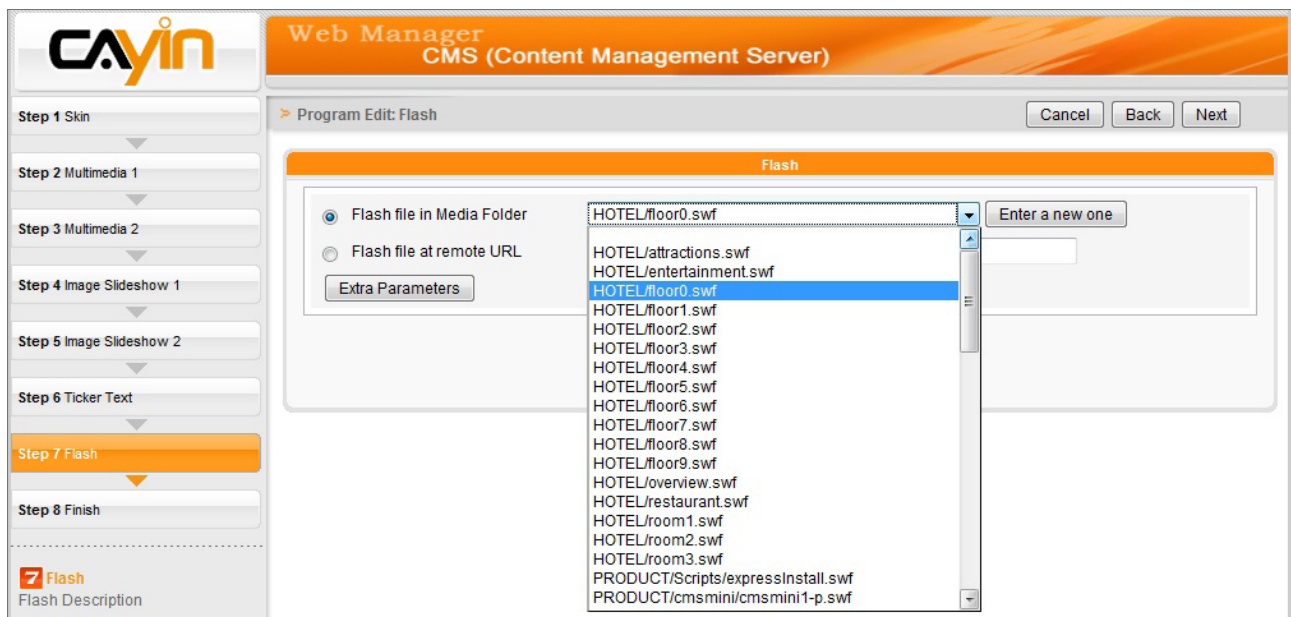 CAYIN
Web Manager
CMS (Content Management Server)
Step 1 Skin
Step 2 Multimedia 1
Step 3 Multimedia 2
Step 4 Image Slideshow 1
Step 5 Image Slideshow 2
Step 6 Ticker Text
Step 7 Flash
Step 8 Finish
7 Flash
Flash Description
Program Edit: Flash
Cancel
Back
Next
Flash
Flash file in Media Folder
HOTEL/floor0.swf
Enter a new one
Flash file at remote URL
Extra Parameters
HOTEL/attractions.swf
HOTEL/entertainment.swf
HOTEL/floor0.swf
HOTEL/floor1.swf
HOTEL/floor2.swf
HOTEL/floor3.swf
HOTEL/floor4.swf
HOTEL/floor5.swf
HOTEL/floor6.swf
HOTEL/floor7.swf
HOTEL/floor8.swf
HOTEL/floor9.swf
HOTEL/overview.swf
HOTEL/restaurant.swf
HOTEL/room1.swf
HOTEL/room2.swf
HOTEL/room3.swf
PRODUCT/Scripts/expressInstall.swf
PRODUCT/cmsmini/cmsmini1-p.swf